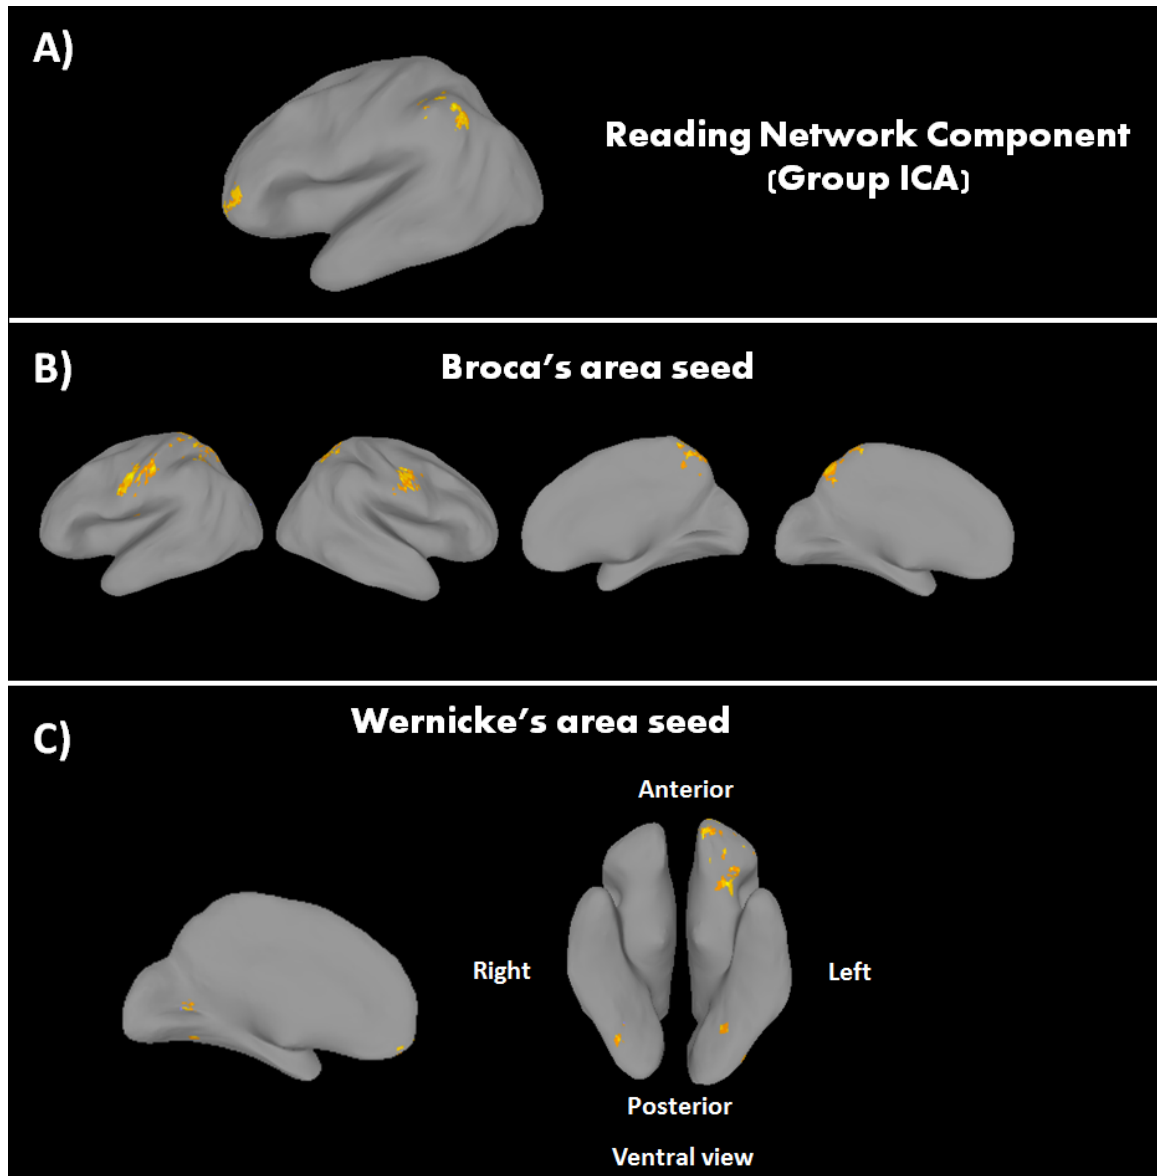 A)
Reading Network Component
(Group ICA)
B)
Broca's area seed
C)
Wernicke's area seed
Anterior
Right
Left
Posterior
Ventral view